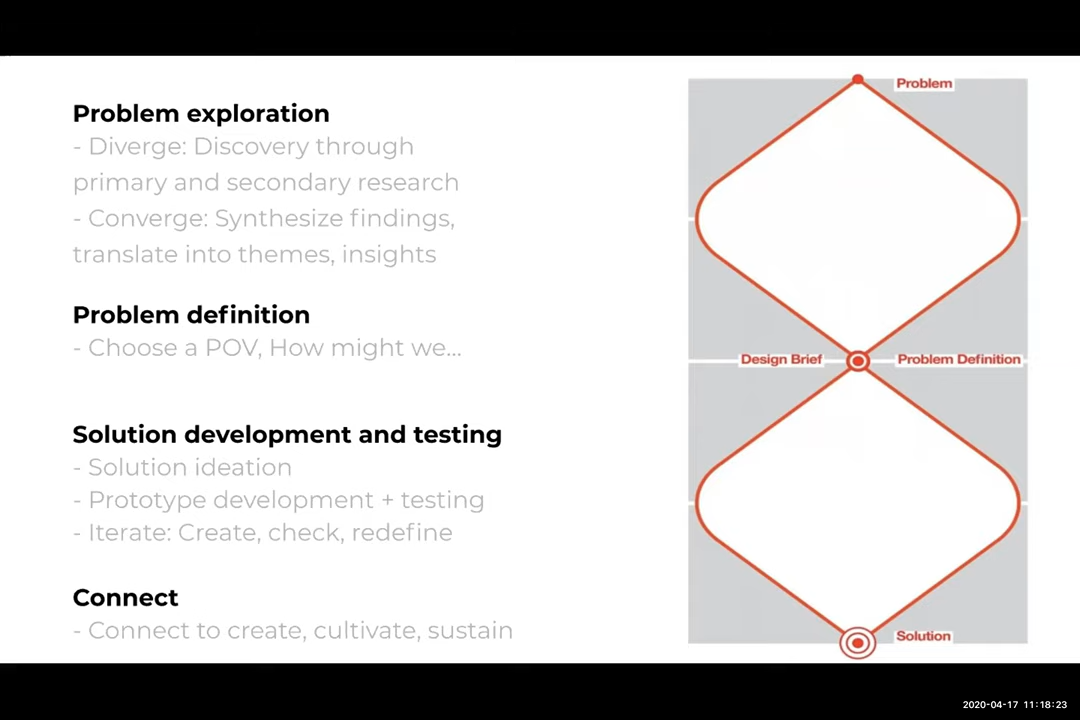 Problem exploration
- Diverge: Discovery through
primary and secondary research
- Converge: Synthesize findings,
translate into themes, insights
Problem definition
- Choose a POV, How might we...
Solution development and testing
- Solution ideation
- Prototype development + testing
- Iterate: Create, check, redefine
Connect
- Connect to create, cultivate, sustain
Problem
Design Brief
Problem Definition
Solution
2020-04-17 11:18:23